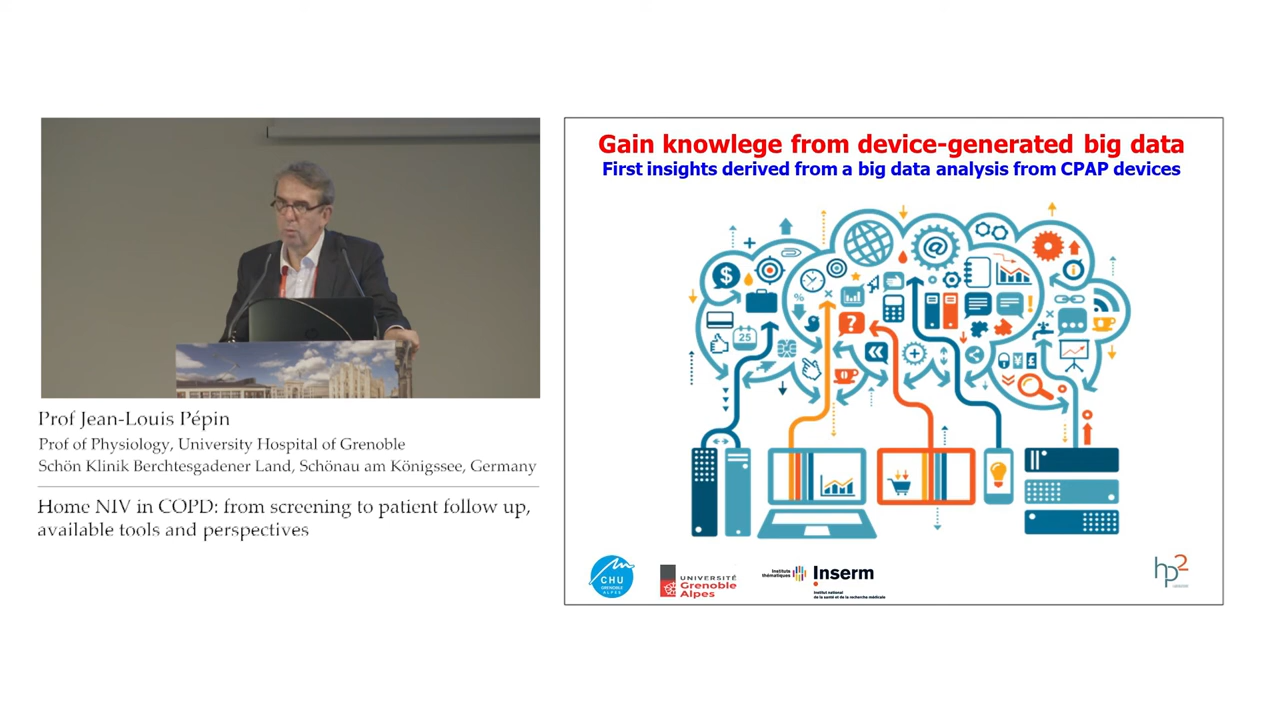 Prof Jean-Louis Pépin
Prof of Physiology, University Hospital of Grenoble
Schön Klinik Berchtesgadener Land, Schönau am Königssee, Germany
Home NIV in COPD: from screening to patient follow up,
available tools and perspectives
Gain knowlege from device-generated big data
First insights derived from a big data analysis from CPAP devices
$
@
%
25
?
CHU
GRENOBLE
ALPES
UNIVERSITÉ
Grenoble
Alpes
Instituts
thématiques
Inserm
Institut national
de la santé et de la recherche médicale
hp2